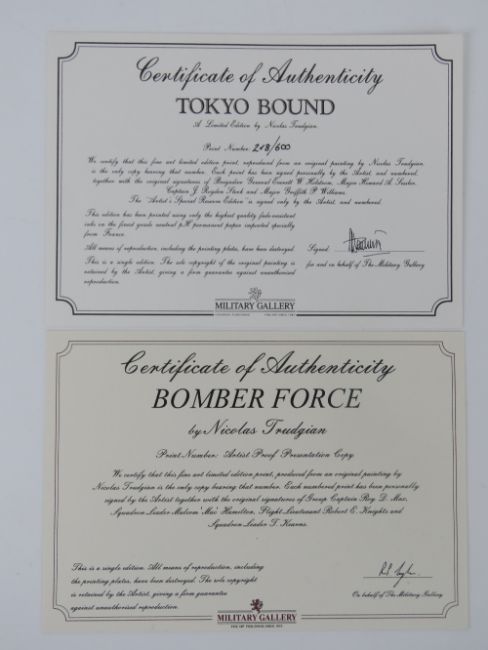 Certificate of Authenticity
TOKYO BOUND
A Limited Edition by Nicolas Trudgian
Print Number: 248/600
We certify that this fine art limited edition print, reproduced from an original painting by Nicolas Trudgian,
is the only copy bearing that number. Each print has been signed personally by the Artist, and numbered,
together with the original signatures of Brigadier General Everett W. Holstrom, Major Howard A. Sessler,
Captain J. Royden Stork and Major Griffith P. Williams.
The "Artist's Special Reserve Edition" is signed only by the Artist, and numbered.
This edition has been printed using only the highest quality fade-resistant
inks on the finest grade neutral pH permanent paper imported specially
from France.
All means of reproduction, including the printing plates, have been destroyed.
Signed
This is a single edition. The sole copyright of the original painting is
retained by the Artist, giving a firm guarantee against unauthorised
reproduction.
for and on behalf of The Military Gallery
MILITARY GALLERY
Certificate of Authenticity
BOMBER FORCE
by Nicolas Trudgian
Print Number: Artist Proof Presentation Copy
We certify that this fine art limited edition print, produced from an original painting by
Nicolas Trudgian is the only copy bearing that number. Each numbered print has been personally
signed by the Artist together with the original signatures of Group Captain Roy. D. Max,
Squadron Leader Malcolm 'Mac' Hamilton, Flight Lieutenant Robert E. Knights and
Squadron Leader T. Kearns.
This is a single edition. All means of reproduction, including
the printing plates, have been destroyed. The sole copyright
is retained by the Artist, giving a firm guarantee
against unauthorised reproduction.
On behalf of The Military Gallery
MILITARY GALLERY